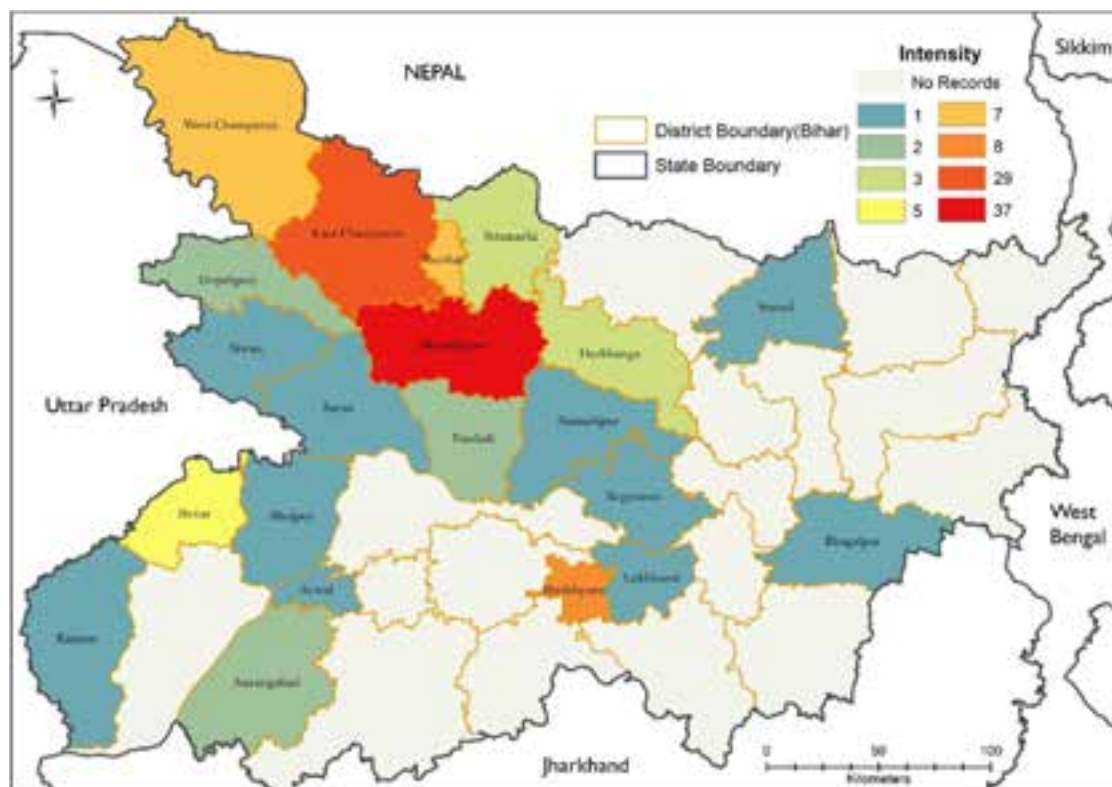 NEPAL
Sikkim
Intensity
No Records
1
7
2
8
3
29
5
37
District Boundary(Bihar)
State Boundary
West Champaran
East Champaran
Sheohar
Sitamarhi
Gopalganj
Siwan
Supaul
Darbhanga
Saran
Vaishali
Samastipur
Uttar Pradesh
Begusarai
Buxar
Bhojpur
West
Bengal
Bhagalpur
Arwal
Lakhisarai
Kaimur
Aurangabad
Jharkhand
0
50
100
Kilometers